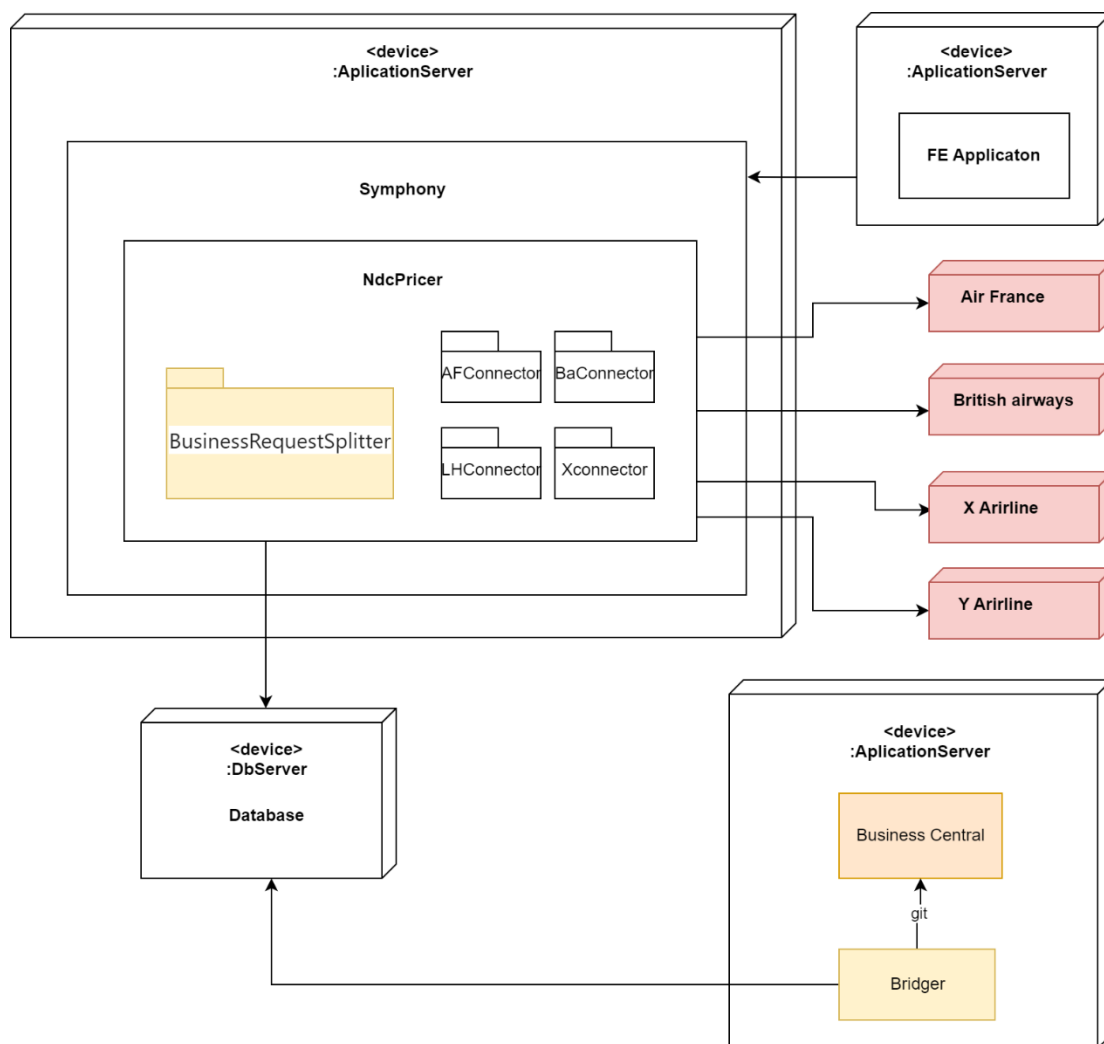 <device>
:AplicationServer
Symphony
NdcPricer
BusinessRequestSplitter
AFConnector
BaConnector
LHConnector
Xconnector
<device>
:AplicationServer
FE Applicaton
Air France
British airways
X Arirline
Y Arirline
<device>
:DbServer
Database
<device>
:AplicationServer
Business Central
git
Bridger